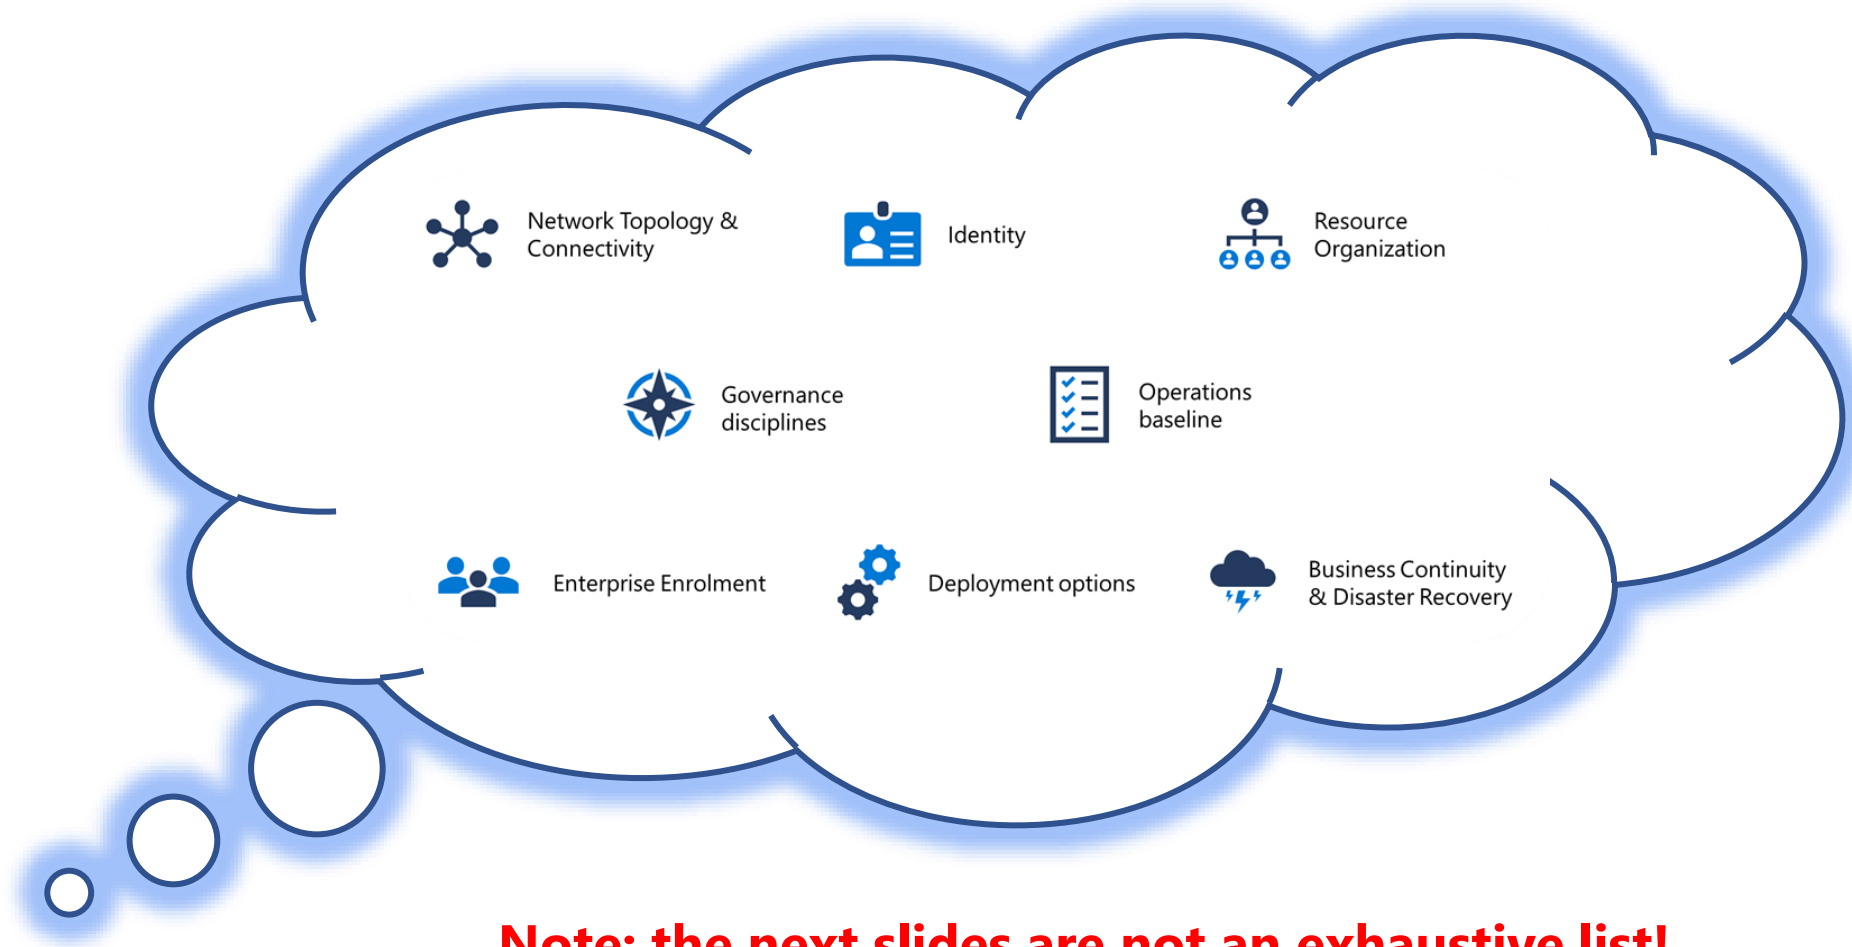 Network Topology &
Connectivity
Identity
Resource
Organization
Governance
disciplines
Operations
baseline
Enterprise Enrolment
Deployment options
Business Continuity
& Disaster Recovery
Note: the next slides are not an exhaustive list!